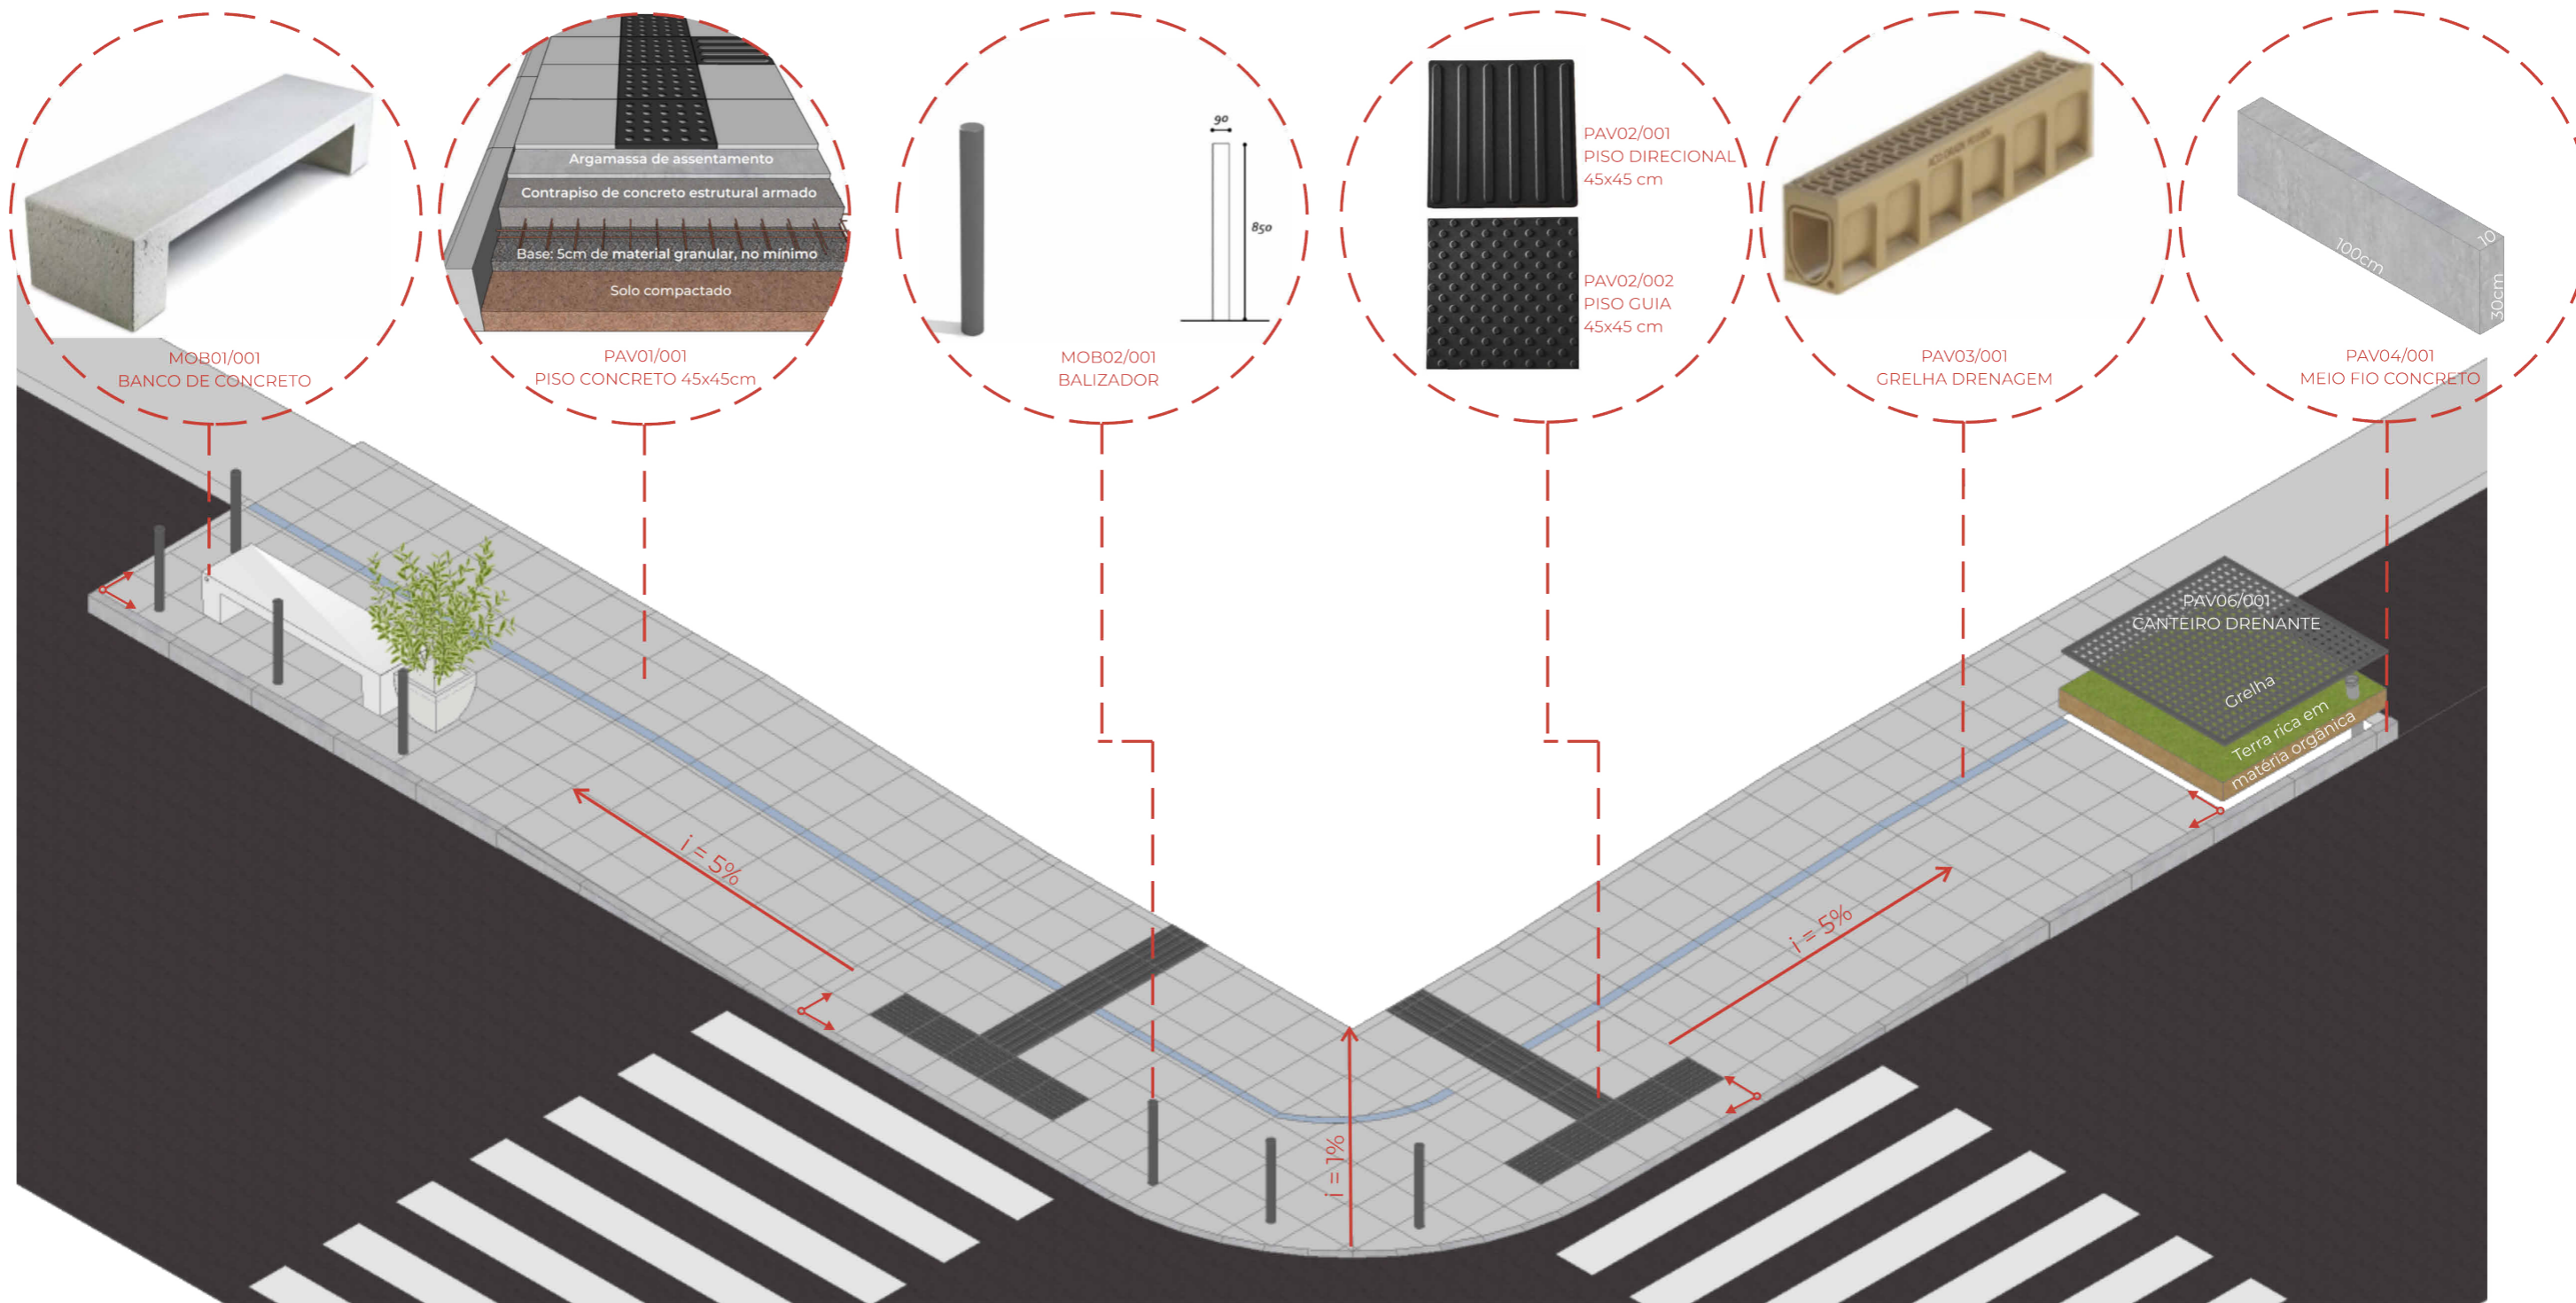 Argamassa de assentamento
Contrapiso de concreto estrutural armado
Base: 5cm de material granular, no mínimo
Solo compactado
90
850
PAV02/001
PISO DIRECIONAL
45x45 cm
PAV02/002
PISO GUIA
45x45 cm
10
100cm
30cm
MOB01/001
BANCO DE CONCRETO
PAV01/001
PISO CONCRETO 45x45cm
MOB02/001
BALIZADOR
PAV03/001
GRELHA DRENAGEM
PAV04/001
MEIO FIO CONCRETO
PAV06/001
CANTEIRO DRENANTE
Grelha
Terra rica em
matéria orgânica
i = 5%
i = 5%
i = 1%